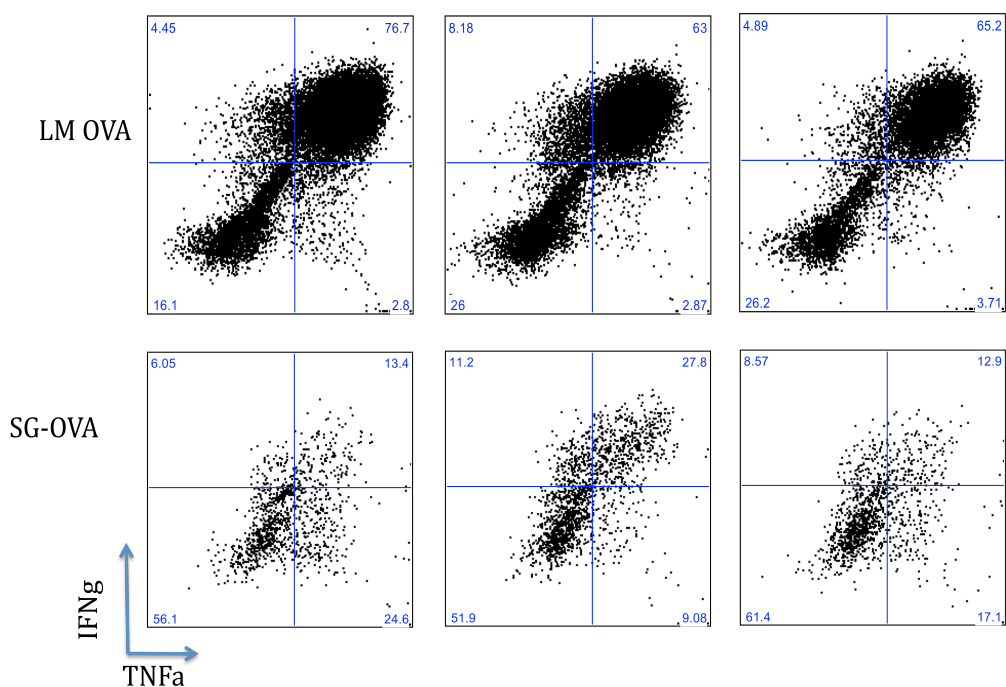 4.45 76.7 8.18 63 4.89 65.2
LM OVA
16.1 2.8 26 2.87 26.2 3.71
6.05 13.4 11.2 27.8 8.57 12.9
SG-OVA
56.1 24.6 51.9 9.08 61.4 17.1
IFNg
TNFa